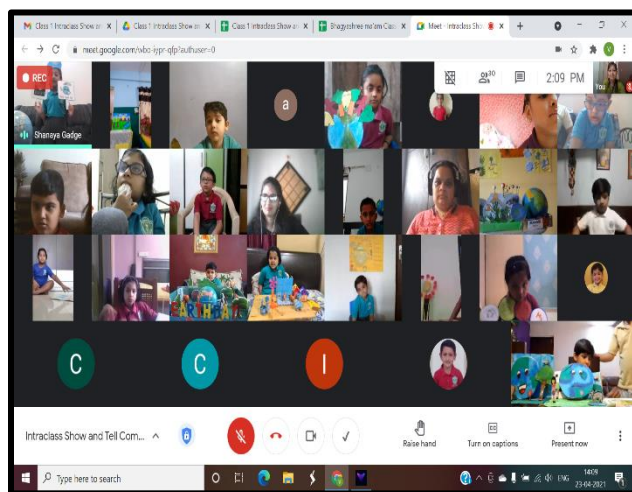 Class 1 Intraclass Show an
Class 1 Intraclass Show an
Class 1 Intraclass Show an
Bhagyashree ma'am Class
Meet - Intraclass Sho
meet.google.com/wbo-iypr-qfp?authuser=0
REC
30
2:09 PM
You
a
Shanaya Gadge
EARTH DAY
C
C
I
Intraclass Show and Tell Com...
Raise hand
Turn on captions
Present now
Type here to search
ENG
14:09
23-04-2021